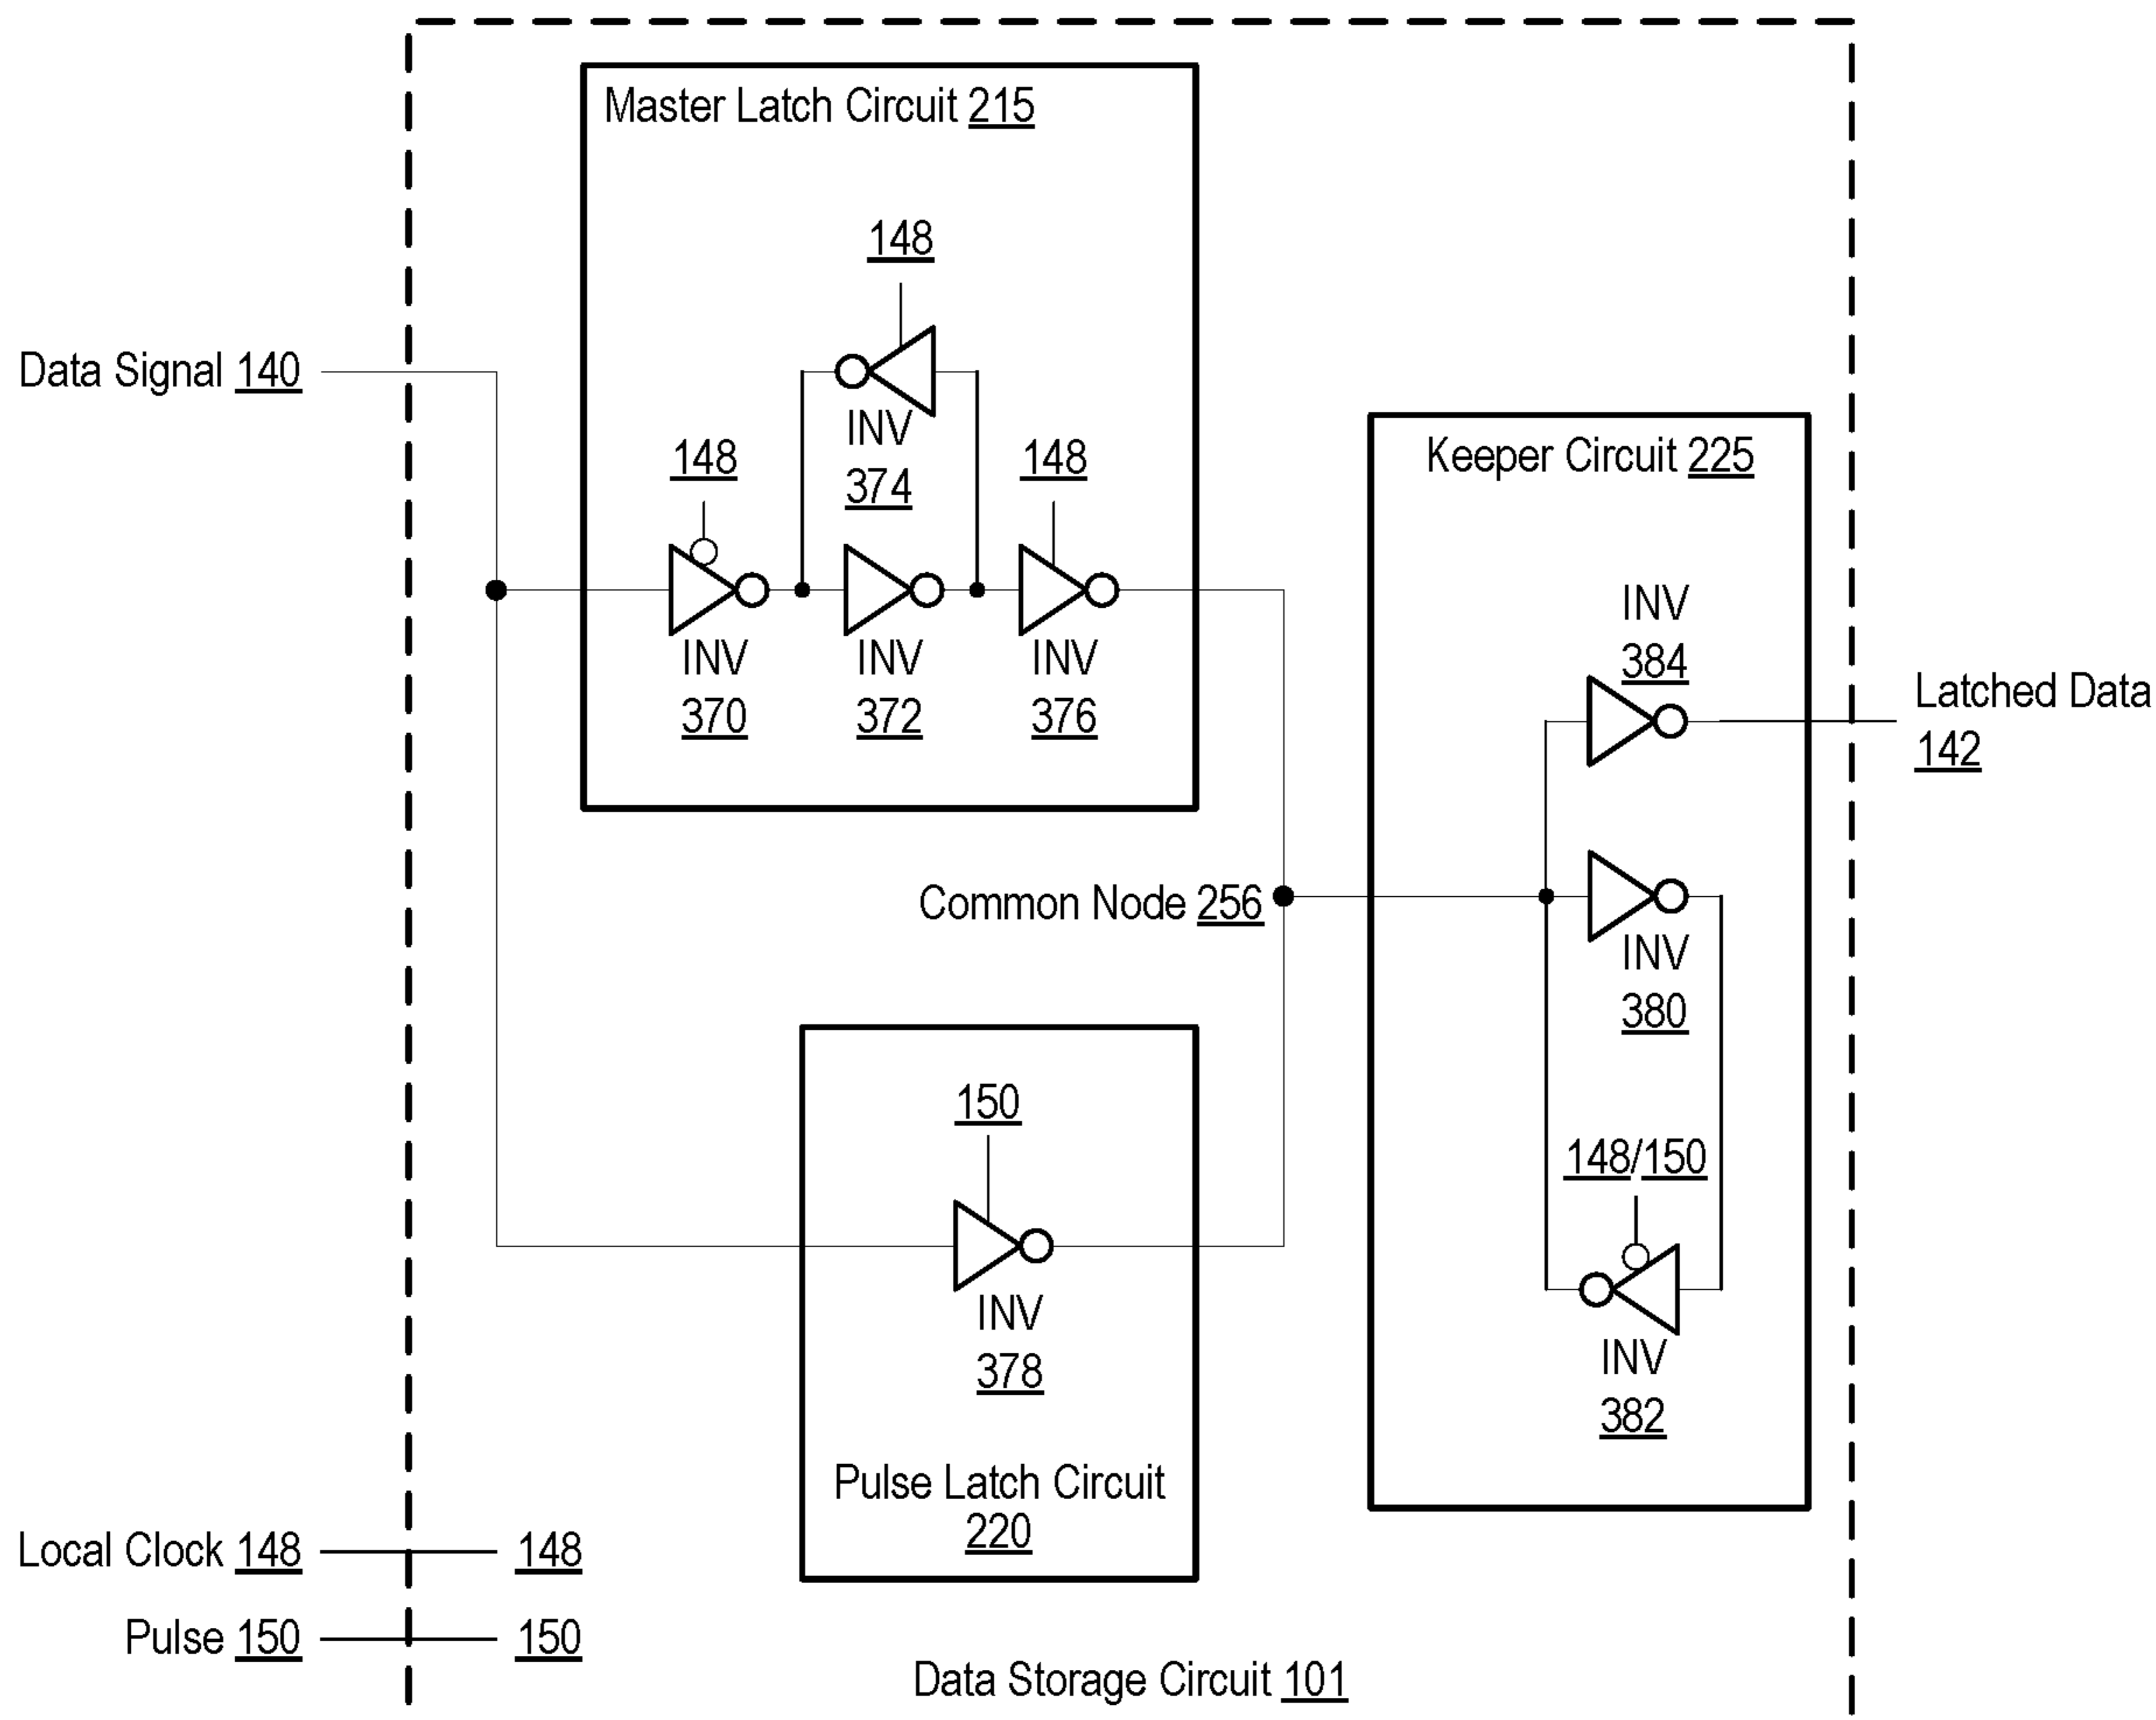 Master Latch Circuit 215
148
Data Signal 140
INV
374
148
148
INV
370
INV
372
INV
376
Keeper Circuit 225
INV
384
Latched Data
142
Common Node 256
INV
380
150
148/150
INV
378
INV
382
Pulse Latch Circuit
220
Local Clock 148
148
Pulse 150
150
Data Storage Circuit 101